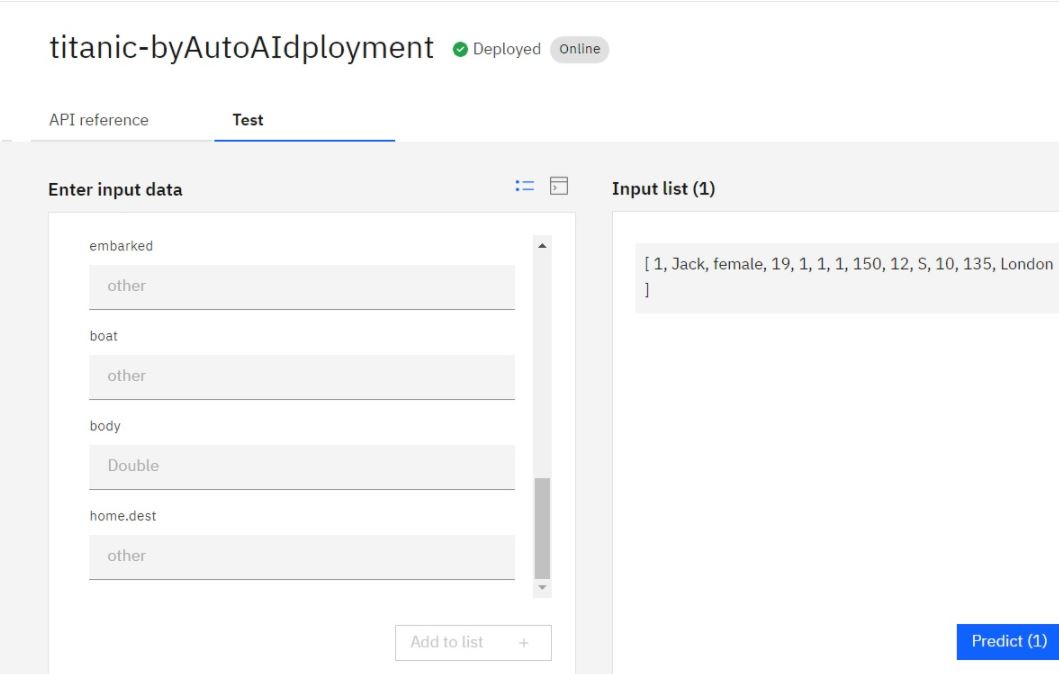 titanic-byAutoAIdployment Deployed Online
API reference Test
Enter input data
embarked
other
boat
other
body
Double
home.dest
other
Add to list +
Input list (1)
[ 1, Jack, female, 19, 1, 1, 1, 150, 12, S, 10, 135, London
]
Predict (1)